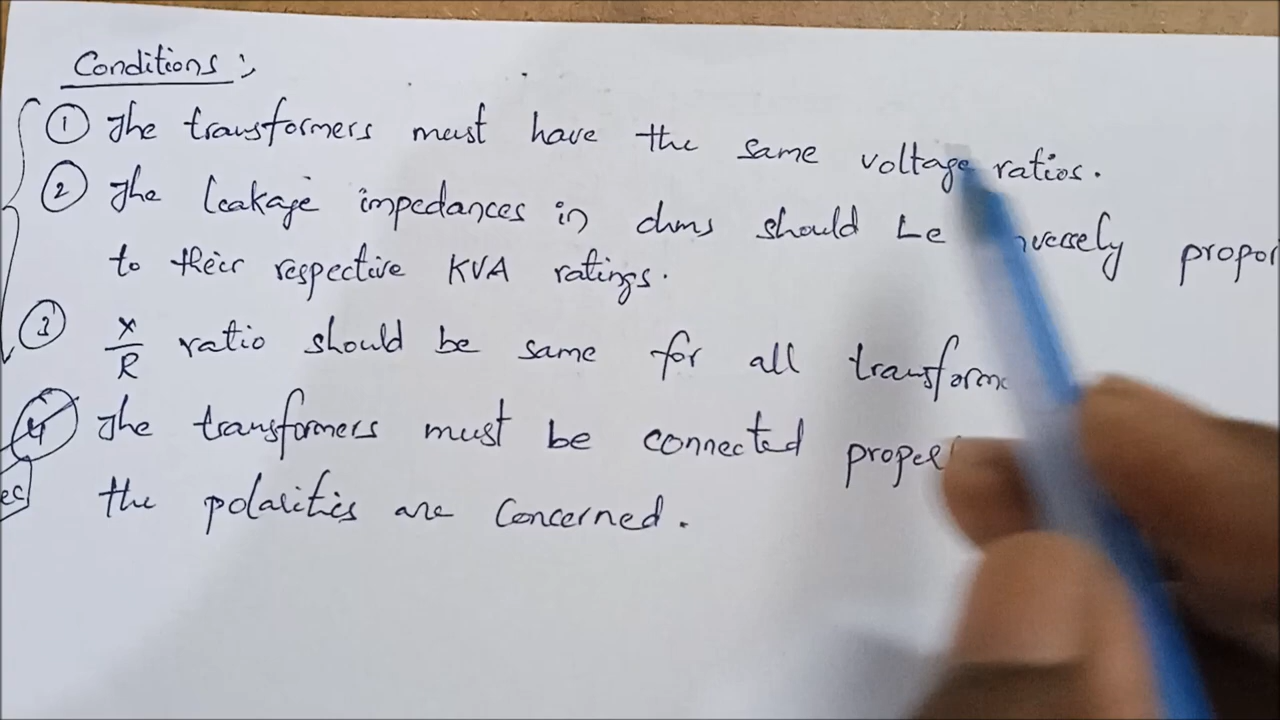 Conditions :,
① The transformers must have the same voltage ratios.
② The leakage impedances in ohms should be
to their respective KVA ratings.
③ X/R ratio should be same for all
④ The transformers must be connected
the polarities are concerned.